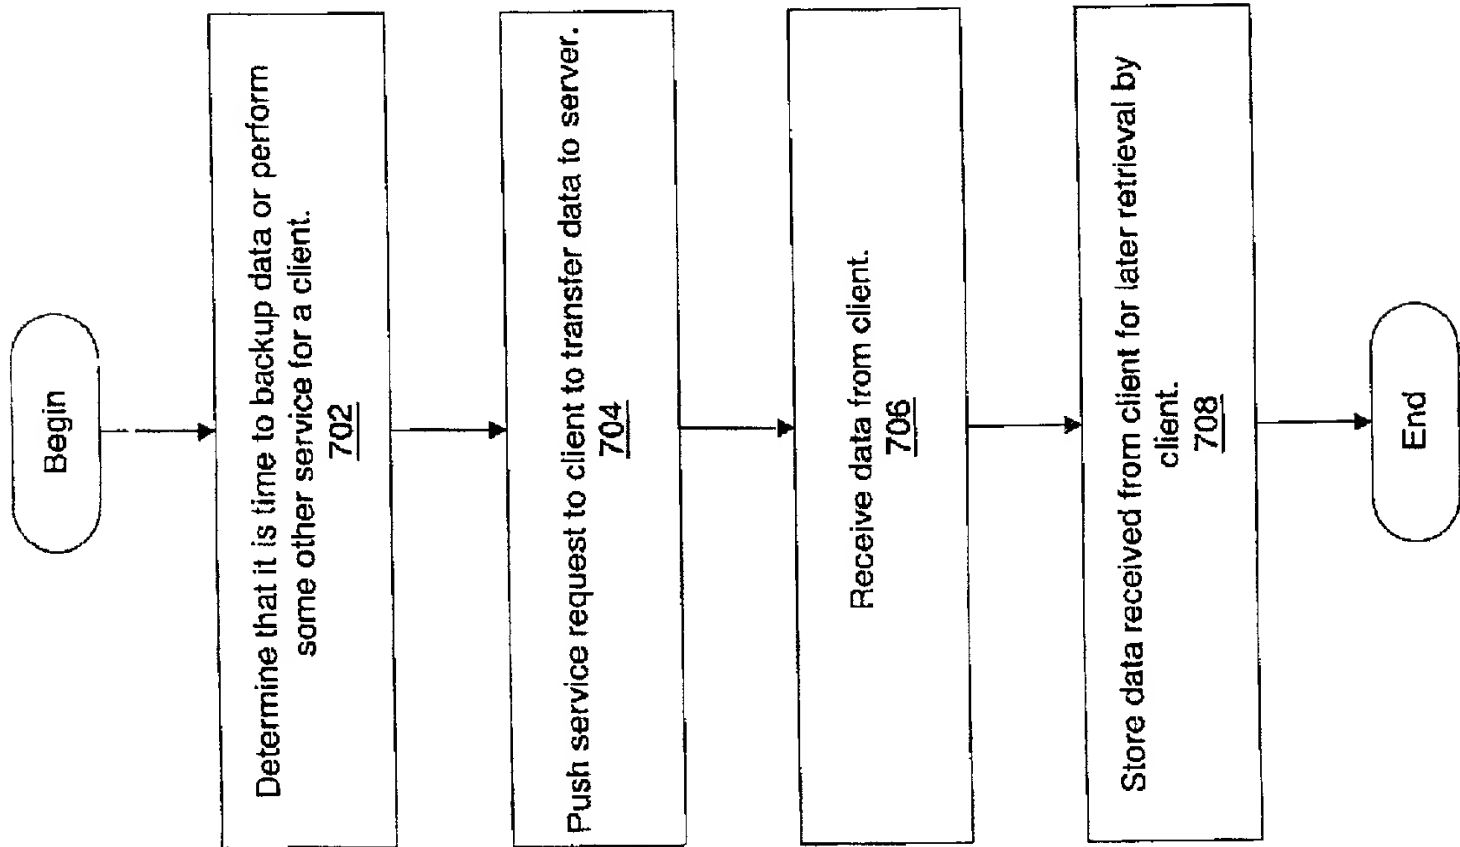 Begin
Determine that it is time to backup data or perform
some other service for a client.
702
Push service request to client to transfer data to server.
704
Receive data from client.
706
Store data received from client for later retrieval by
client.
708
End